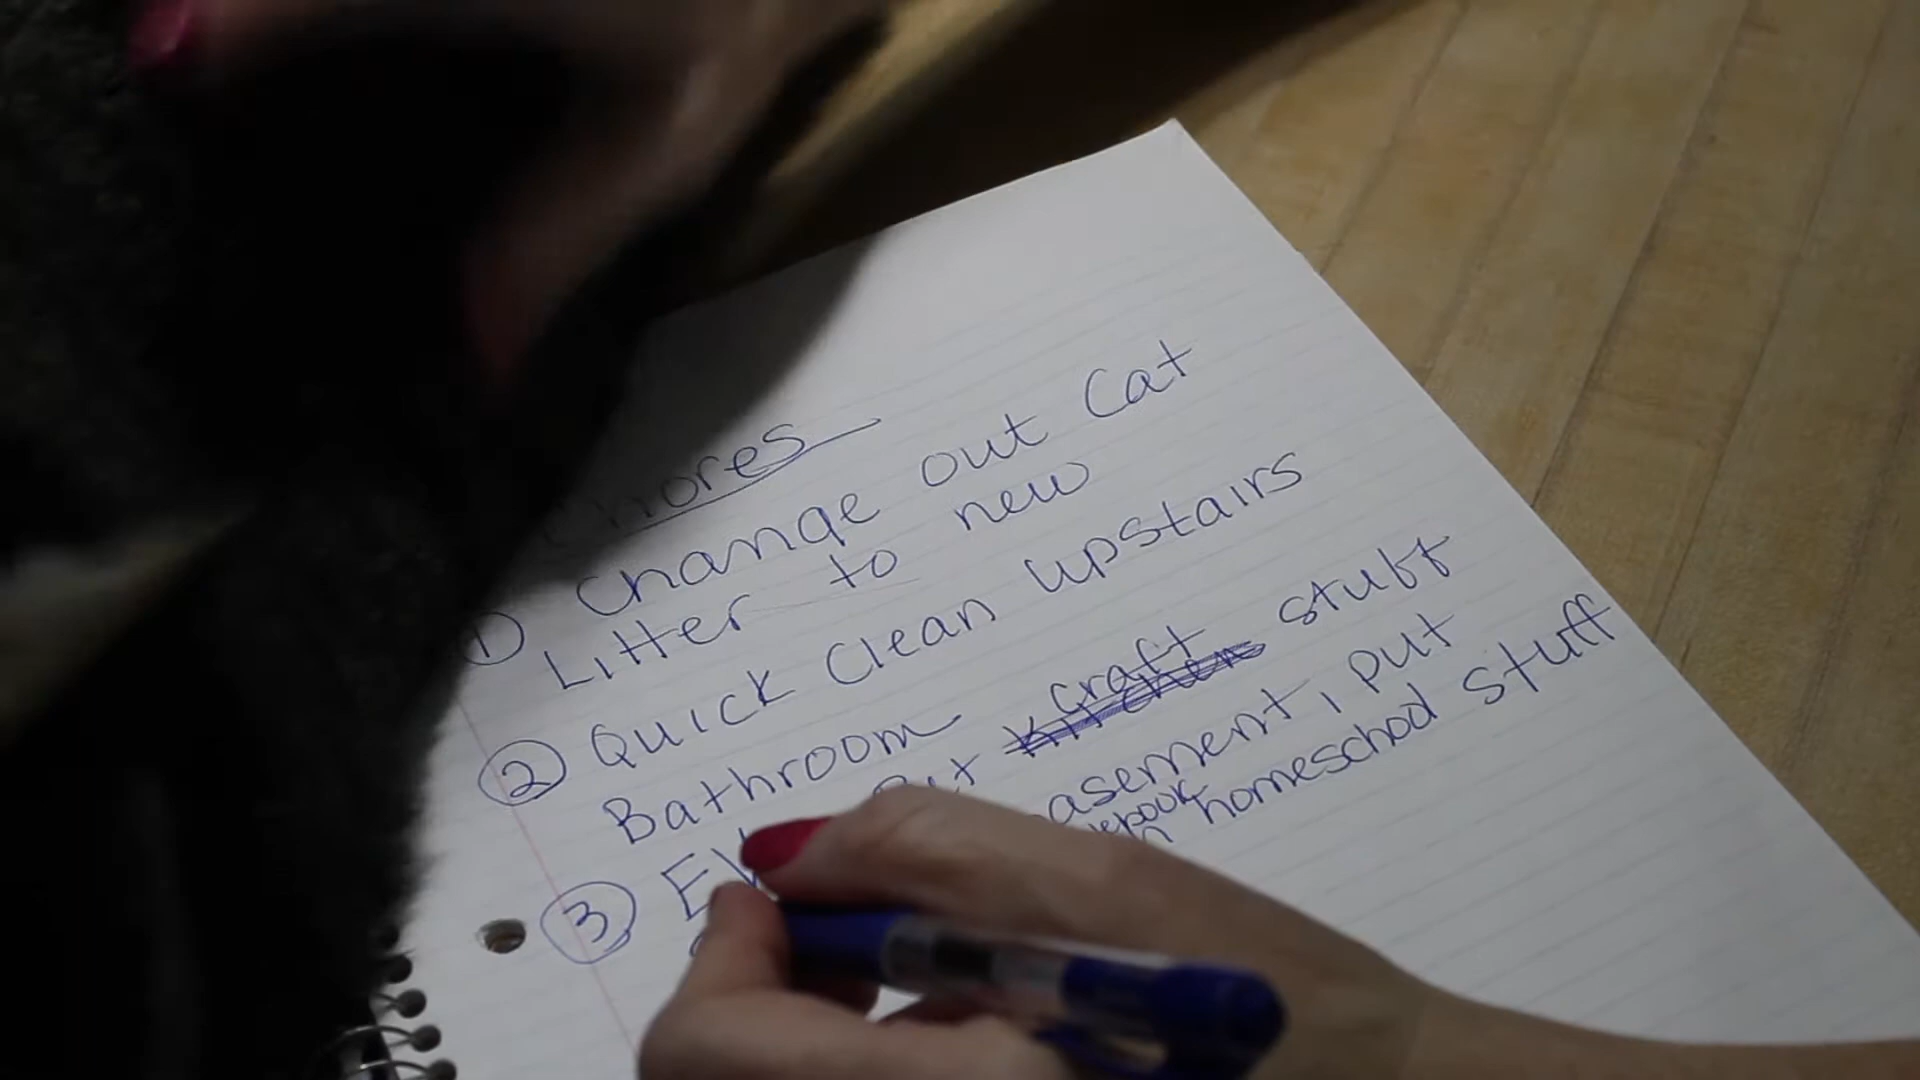 Chores
① Change out Cat
Litter to new
② Quick Clean upstairs
Bathroom
③ craft stuff
basement, put
homeschool stuff